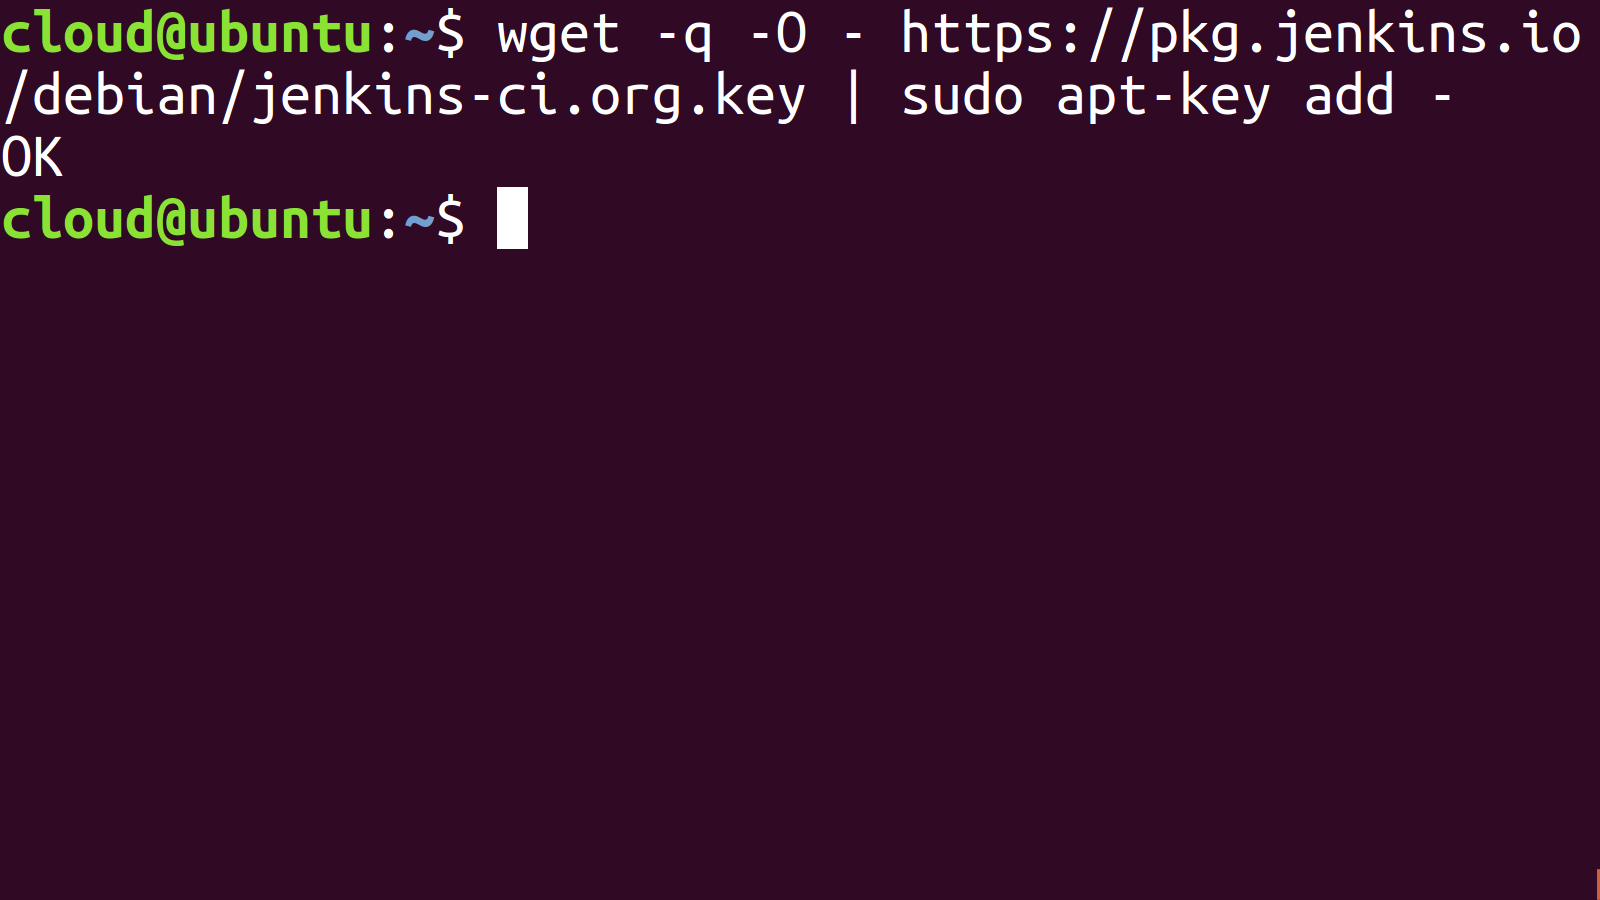 cloud@ubuntu:~$ wget -q -O - https://pkg.jenkins.io
/debian/jenkins-ci.org.key | sudo apt-key add -
OK
cloud@ubuntu:~$